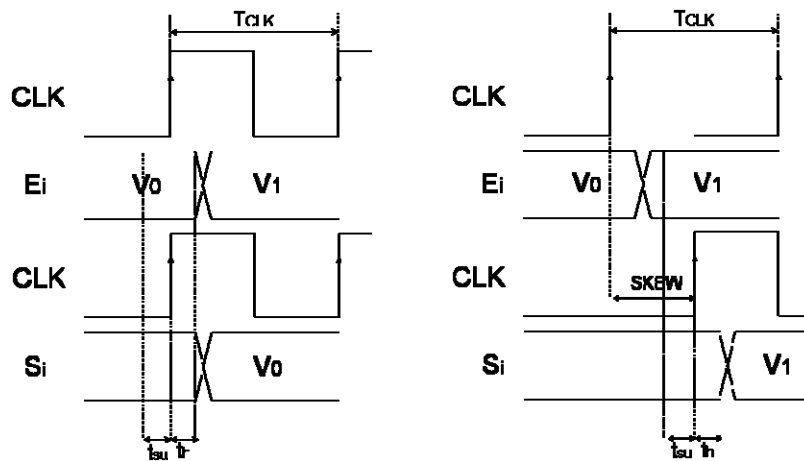 TCLK
CLK
Ei V0 V1
CLK
Si V0
tsu th
TCLK
CLK
Ei V0 V1
CLK SKEW
Si V1
tsu th